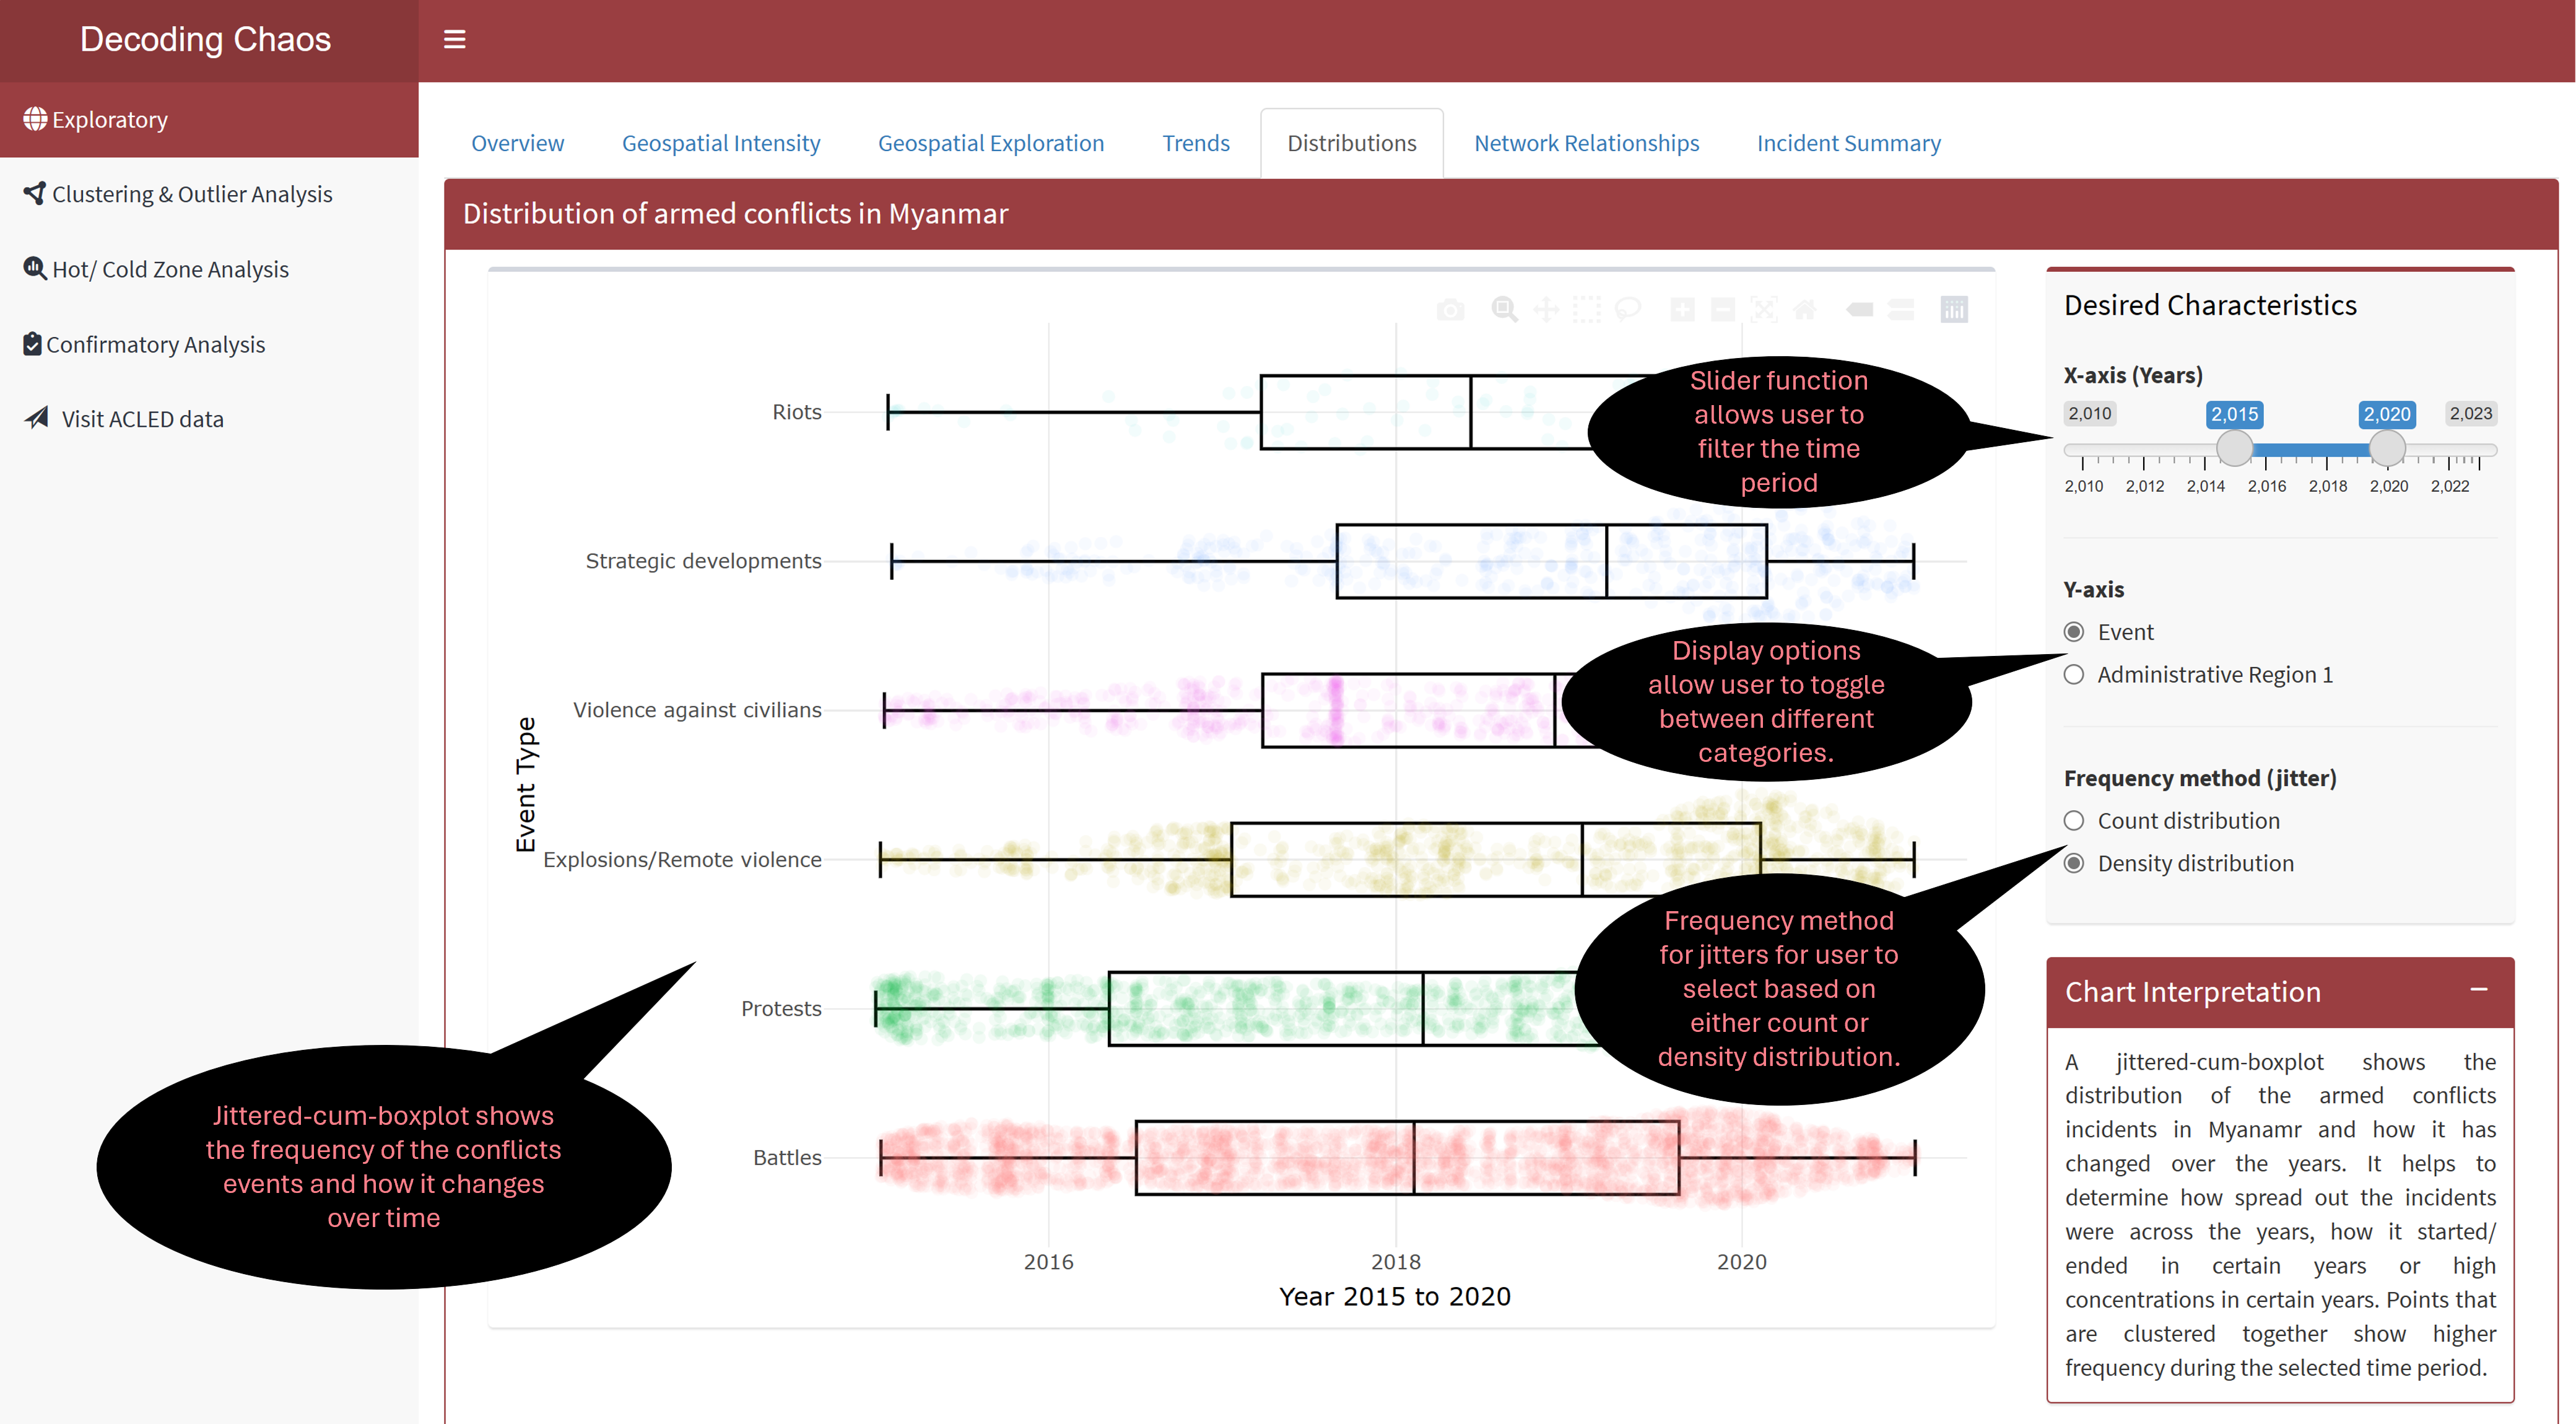 Decoding Chaos
Exploratory
Clustering & Outlier Analysis
Hot/ Cold Zone Analysis
Confirmatory Analysis
Visit ACLED data
Overview
Geospatial Intensity
Geospatial Exploration
Trends
Distributions
Network Relationships
Incident Summary
Distribution of armed conflicts in Myanmar
Event Type
Riots
Strategic developments
Violence against civilians
Explosions/Remote violence
Protests
Battles
2016
2018
2020
Year 2015 to 2020
Slider function
allows user to
filter the time
period
Display options
allow user to toggle
between different
categories.
Frequency method
for jitters for user to
select based on
either count or
density distribution.
Jittered-cum-boxplot shows
the frequency of the conflicts
events and how it changes
over time
Desired Characteristics
X-axis (Years)
2,010 2,015 2,020 2,023
2,010 2,012 2,014 2,016 2,018 2,020 2,022
Y-axis
Event
Administrative Region 1
Frequency method (jitter)
Count distribution
Density distribution
Chart Interpretation
A jittered-cum-boxplot shows the
distribution of the armed conflicts
incidents in Myanamr and how it has
changed over the years. It helps to
determine how spread out the incidents
were across the years, how it started/
ended in certain years or high
concentrations in certain years. Points that
are clustered together show higher
frequency during the selected time period.